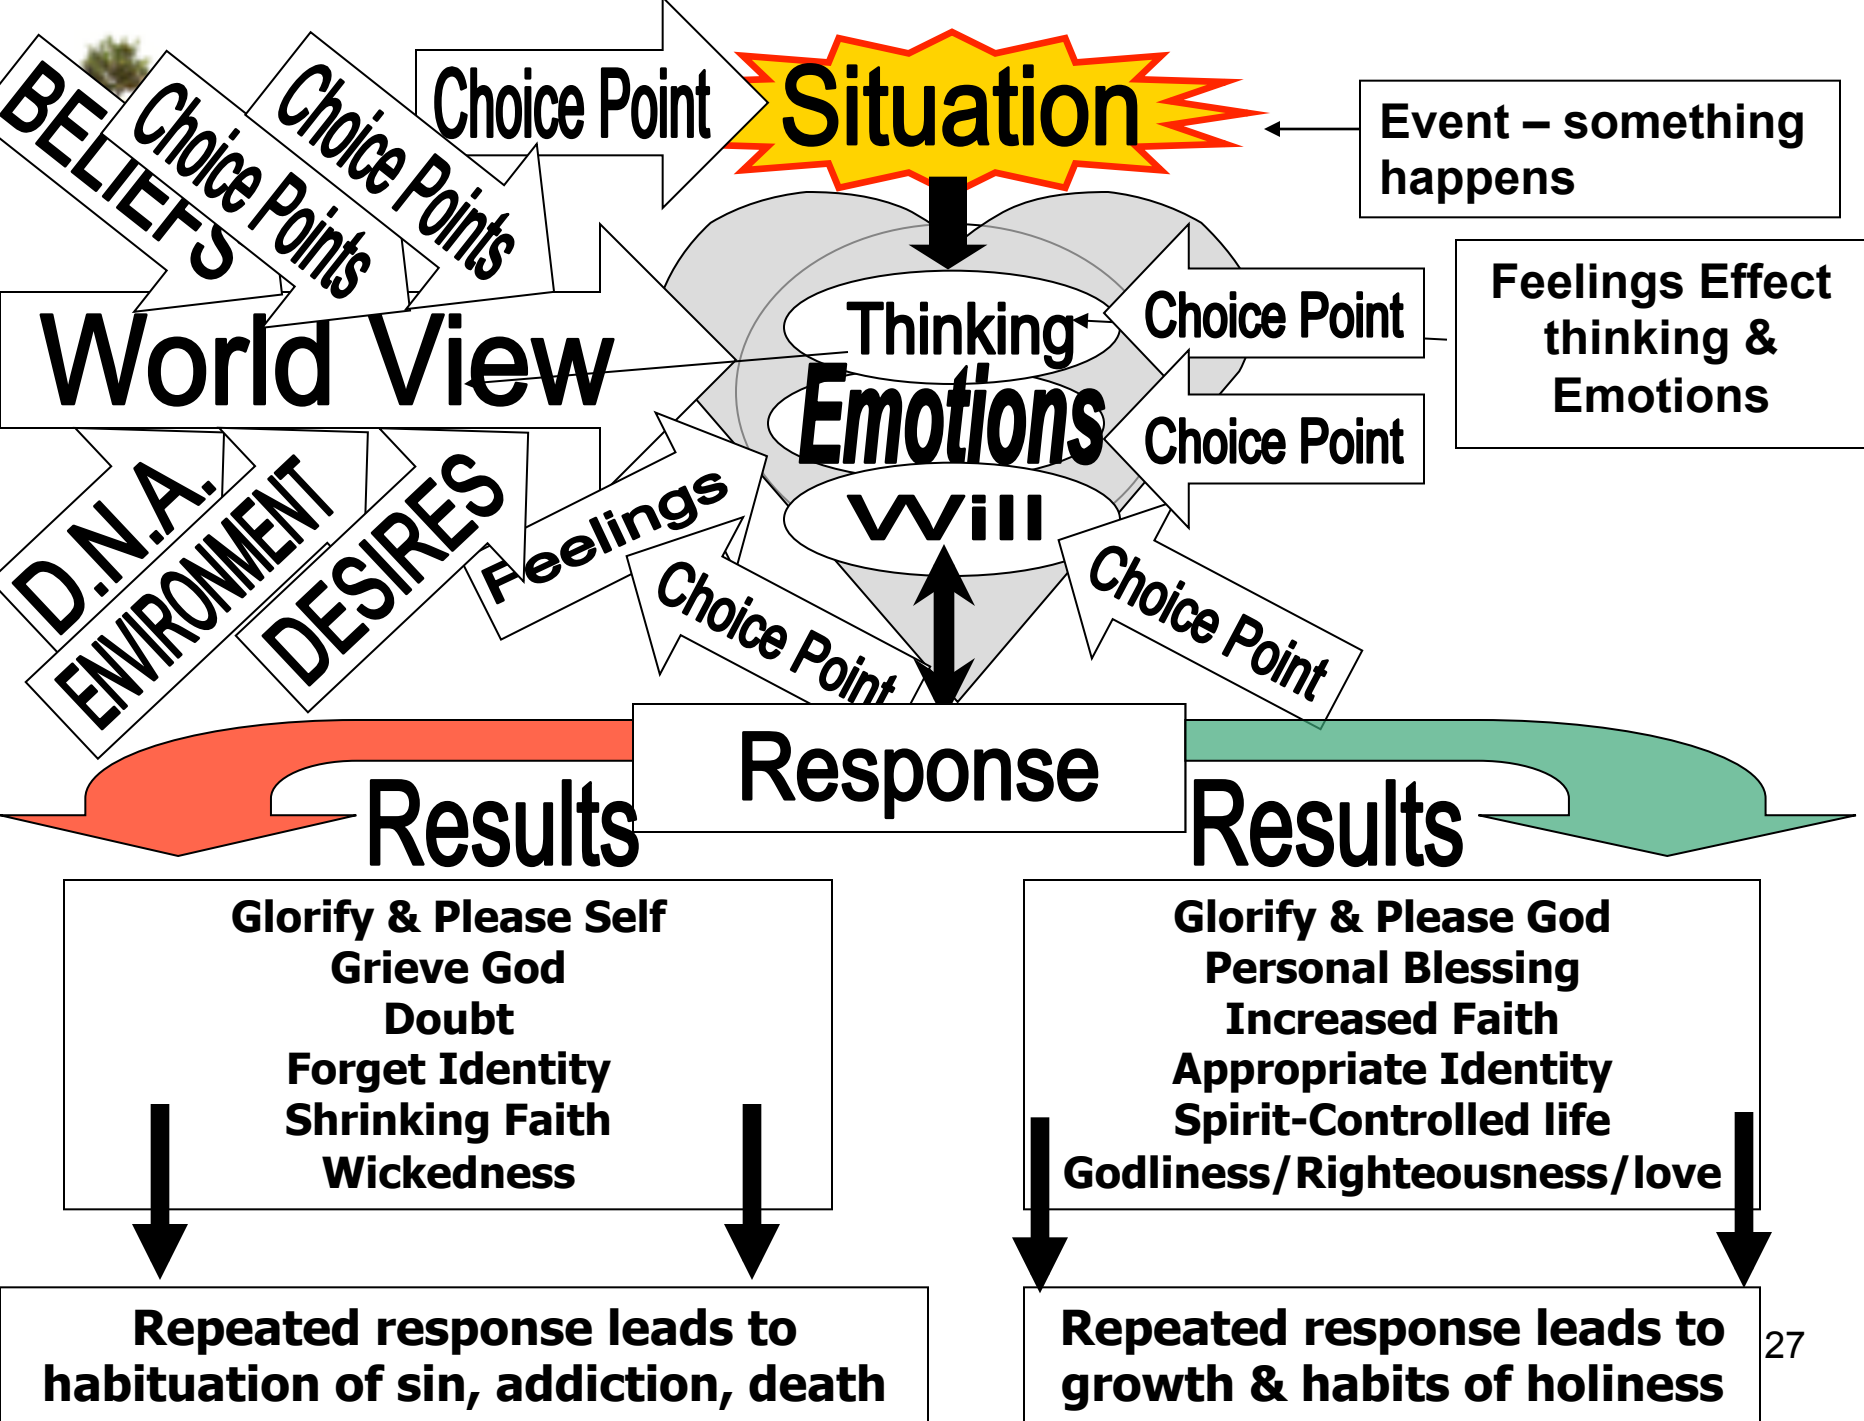 BELIEFS
Choice Points
Choice Points
Choice Point
Situation
Event – something
happens
World View
Thinking
Emotions
Will
Choice Point
Choice Point
Feelings Effect
thinking &
Emotions
D.N.A.
ENVIRONMENT
DESIRES
Feelings
Choice Point
Choice Point
Response
Results
Results
Glorify & Please Self
Grieve God
Doubt
Forget Identity
Shrinking Faith
Wickedness
Glorify & Please God
Personal Blessing
Increased Faith
Appropriate Identity
Spirit-Controlled life
Godliness/Righteousness/love
Repeated response leads to
habituation of sin, addiction, death
Repeated response leads to
growth & habits of holiness
27